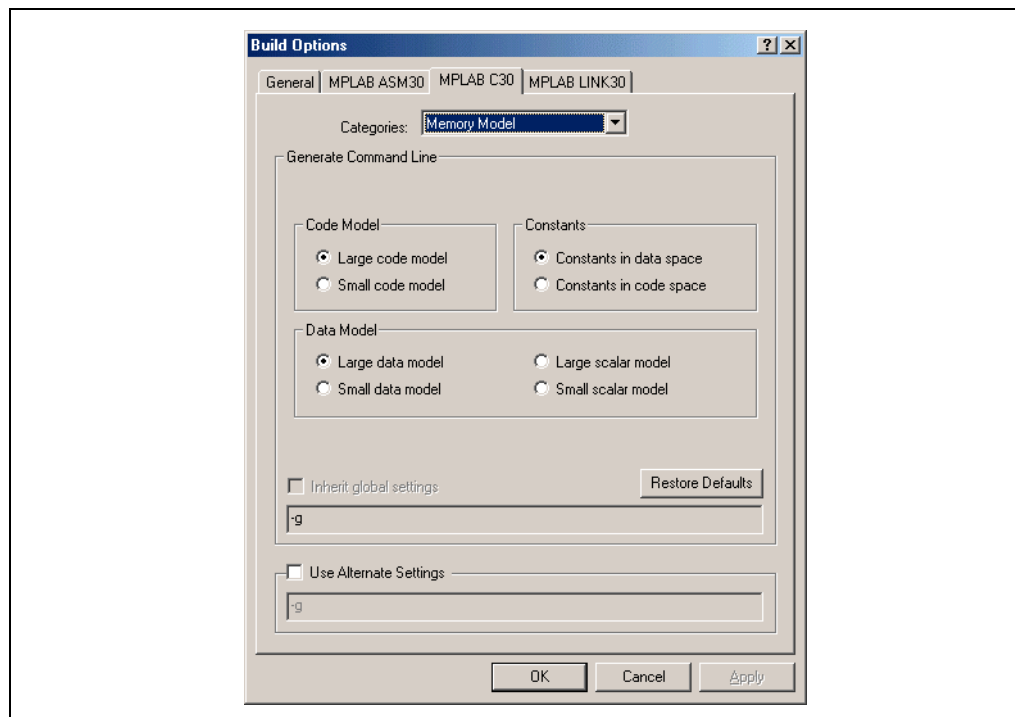 Build Options
General MPLAB ASM30 MPLAB C30 MPLAB LINK30
Categories: Memory Model
Generate Command Line
Code Model
Large code model
Small code model
Constants
Constants in data space
Constants in code space
Data Model
Large data model Large scalar model
Small data model Small scalar model
Inherit global settings Restore Defaults
-g
Use Alternate Settings
-g
OK Cancel Apply